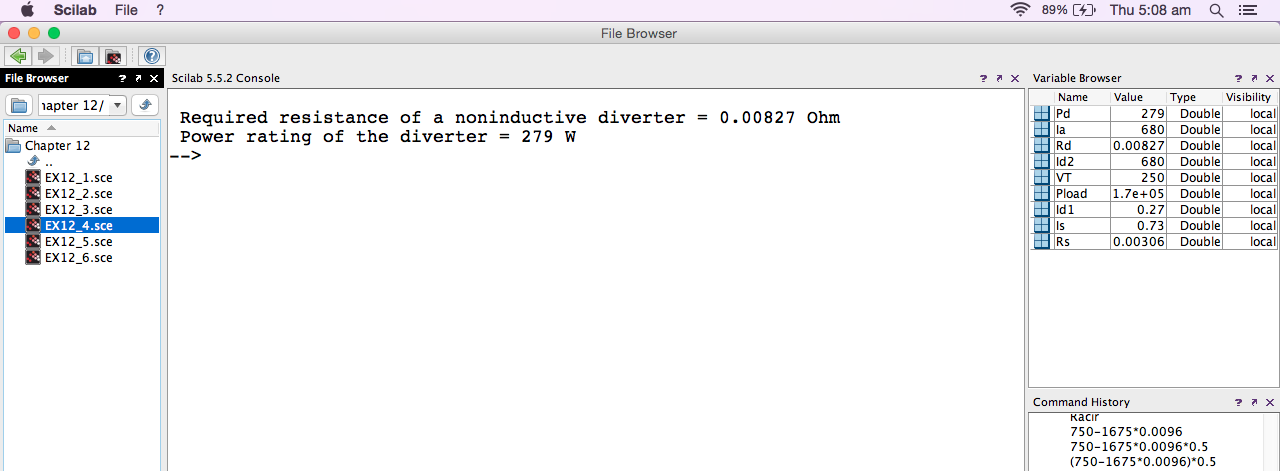 Scilab File ? 89% Thu 5:08 am
File Browser
File Browser ? Scilab 5.5.2 Console ? Variable Browser ?
hapter 12/
Name
Chapter 12
..
EX12_1.sce
EX12_2.sce
EX12_3.sce
EX12_4.sce
EX12_5.sce
EX12_6.sce
Required resistance of a noninductive diverter = 0.00827 Ohm
Power rating of the diverter = 279 W
-->
Name Value Type Visibility
Pd 279 Double local
Ia 680 Double local
Rd 0.00827 Double local
Id2 680 Double local
VT 250 Double local
Pload 1.7e+05 Double local
Id1 0.27 Double local
Is 0.73 Double local
Rs 0.00306 Double local
Command History ?
Racir
750-1675*0.0096
750-1675*0.0096*0.5
(750-1675*0.0096)*0.5